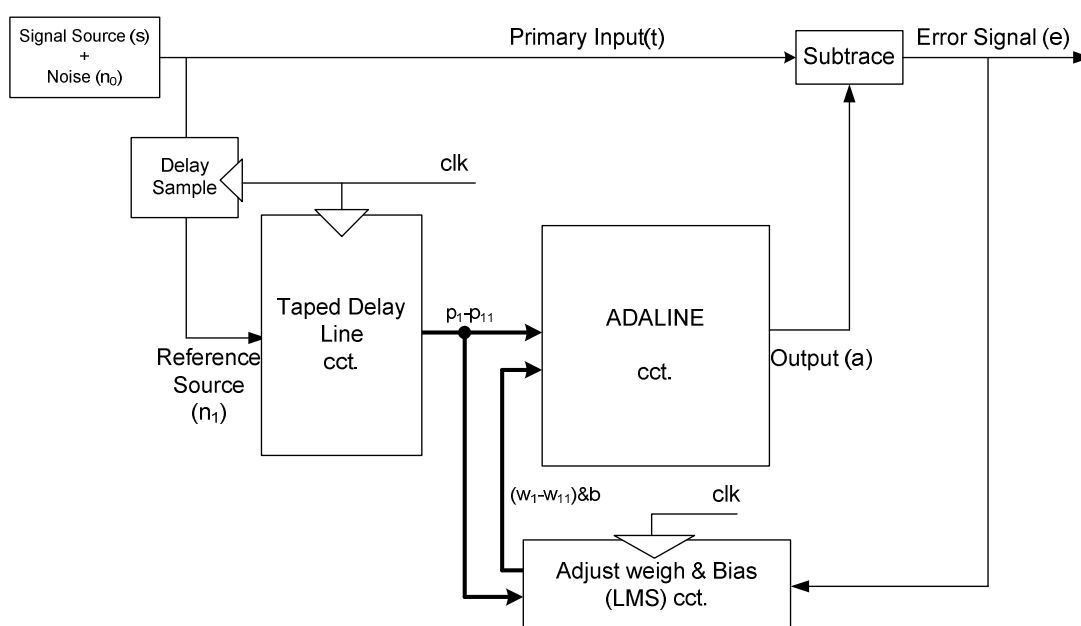 Signal Source (s)
+
Noise (n₀)
Primary Input(t)
Subtrace
Error Signal (e)
Delay
Sample
clk
Taped Delay
Line
cct.
Reference
Source
(n₁)
p₁-p₁₁
ADALINE
cct.
Output (a)
(w₁-w₁₁)&b
clk
Adjust weigh & Bias
(LMS) cct.